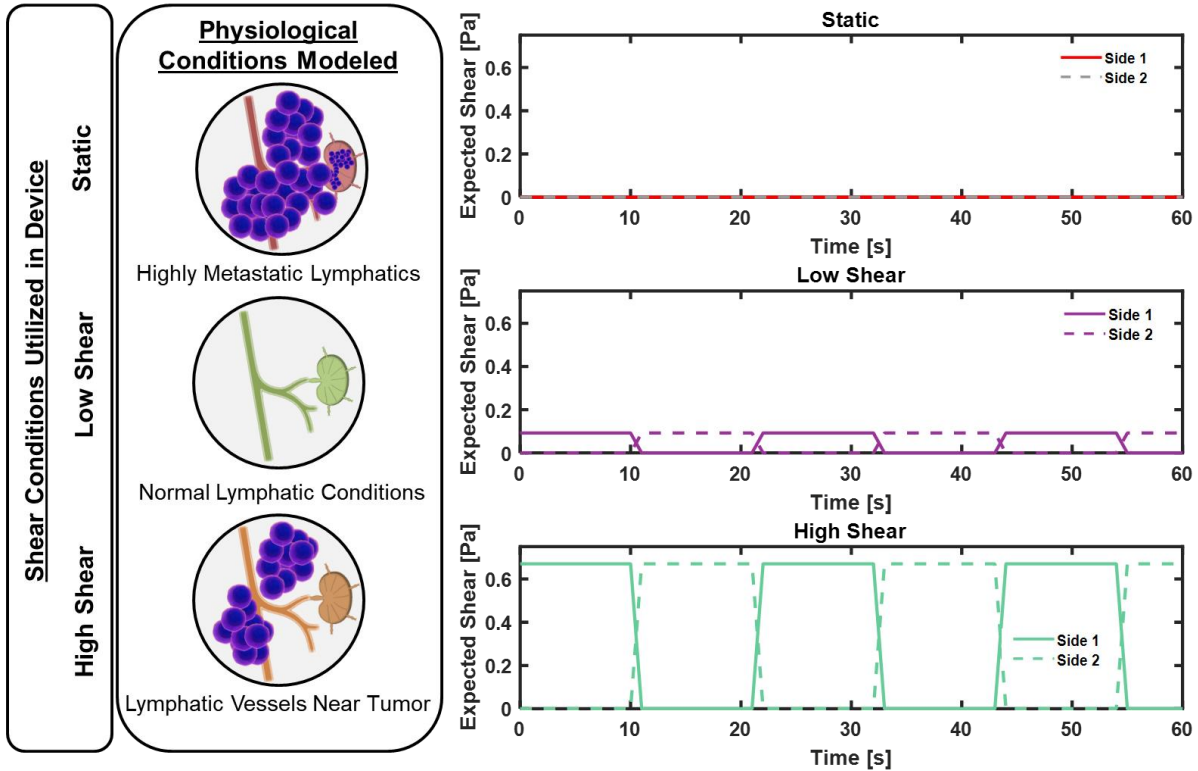 Shear Conditions Utilized in Device
Static
Low Shear
High Shear
Physiological
Conditions Modeled
Highly Metastatic Lymphatics
Normal Lymphatic Conditions
Lymphatic Vessels Near Tumor
Static
Expected Shear [Pa]
0.6
0.4
0.2
0
Side 1
Side 2
0 10 20 30 40 50 60
Time [s]
Low Shear
Expected Shear [Pa]
0.6
0.4
0.2
0
Side 1
Side 2
0 10 20 30 40 50 60
Time [s]
High Shear
Expected Shear [Pa]
0.6
0.4
0.2
0
Side 1
Side 2
0 10 20 30 40 50 60
Time [s]